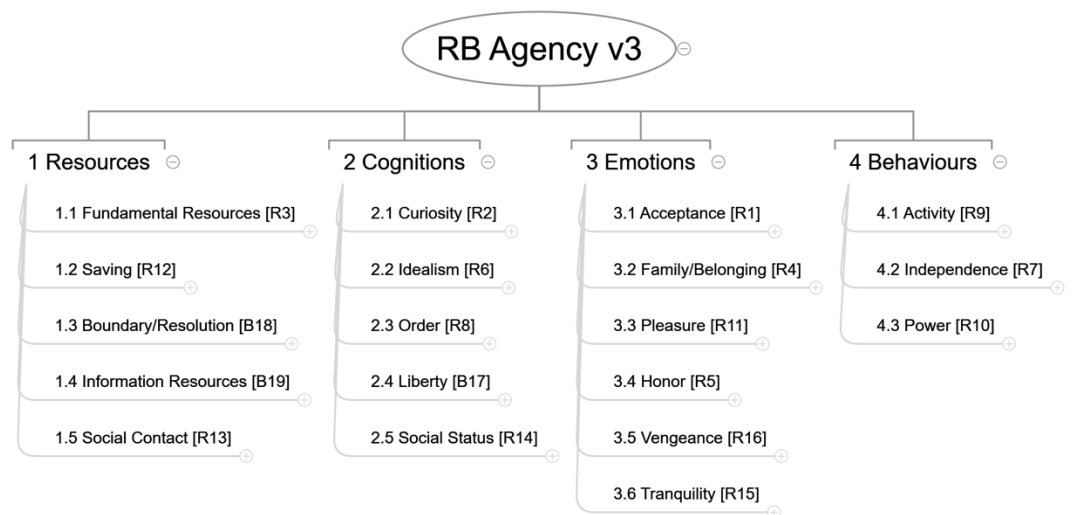 RB Agency v3
1 Resources
1.1 Fundamental Resources [R3]
1.2 Saving [R12]
1.3 Boundary/Resolution [B18]
1.4 Information Resources [B19]
1.5 Social Contact [R13]
2 Cognitions
2.1 Curiosity [R2]
2.2 Idealism [R6]
2.3 Order [R8]
2.4 Liberty [B17]
2.5 Social Status [R14]
3 Emotions
3.1 Acceptance [R1]
3.2 Family/Belonging [R4]
3.3 Pleasure [R11]
3.4 Honor [R5]
3.5 Vengeance [R16]
3.6 Tranquility [R15]
4 Behaviours
4.1 Activity [R9]
4.2 Independence [R7]
4.3 Power [R10]